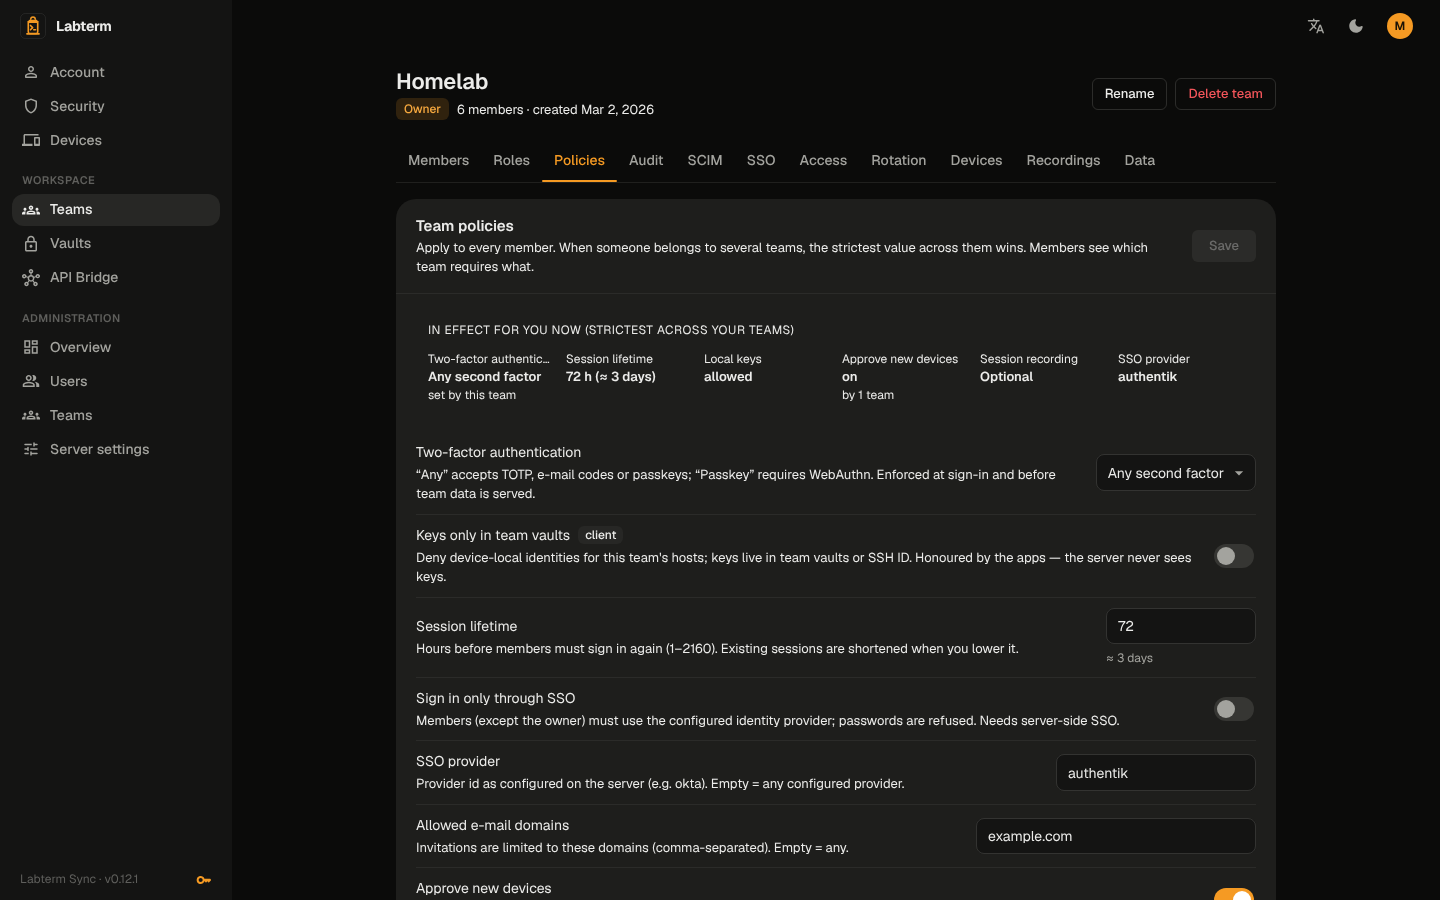 Labterm
Account
Security
Devices
WORKSPACE
Teams
Vaults
API Bridge
ADMINISTRATION
Overview
Users
Teams
Server settings
Labterm Sync · v0.12.1
M
Homelab
Owner 6 members · created Mar 2, 2026
Rename
Delete team
Members Roles Policies Audit SCIM SSO Access Rotation Devices Recordings Data
Team policies
Apply to every member. When someone belongs to several teams, the strictest value across them wins. Members see which
team requires what.
Save
IN EFFECT FOR YOU NOW (STRICTEST ACROSS YOUR TEAMS)
Two-factor authentic…
Any second factor
set by this team
Session lifetime
72 h (≈ 3 days)
Local keys
allowed
Approve new devices
on
by 1 team
Session recording
Optional
SSO provider
authentik
Two-factor authentication
“Any” accepts TOTP, e-mail codes or passkeys; “Passkey” requires WebAuthn. Enforced at sign-in and before
team data is served.
Any second factor
Keys only in team vaults client
Deny device-local identities for this team's hosts; keys live in team vaults or SSH ID. Honoured by the apps — the server never sees
keys.
Session lifetime
Hours before members must sign in again (1–2160). Existing sessions are shortened when you lower it.
72
≈ 3 days
Sign in only through SSO
Members (except the owner) must use the configured identity provider; passwords are refused. Needs server-side SSO.
SSO provider
Provider id as configured on the server (e.g. okta). Empty = any configured provider.
authentik
Allowed e-mail domains
Invitations are limited to these domains (comma-separated). Empty = any.
example.com
Approve new devices